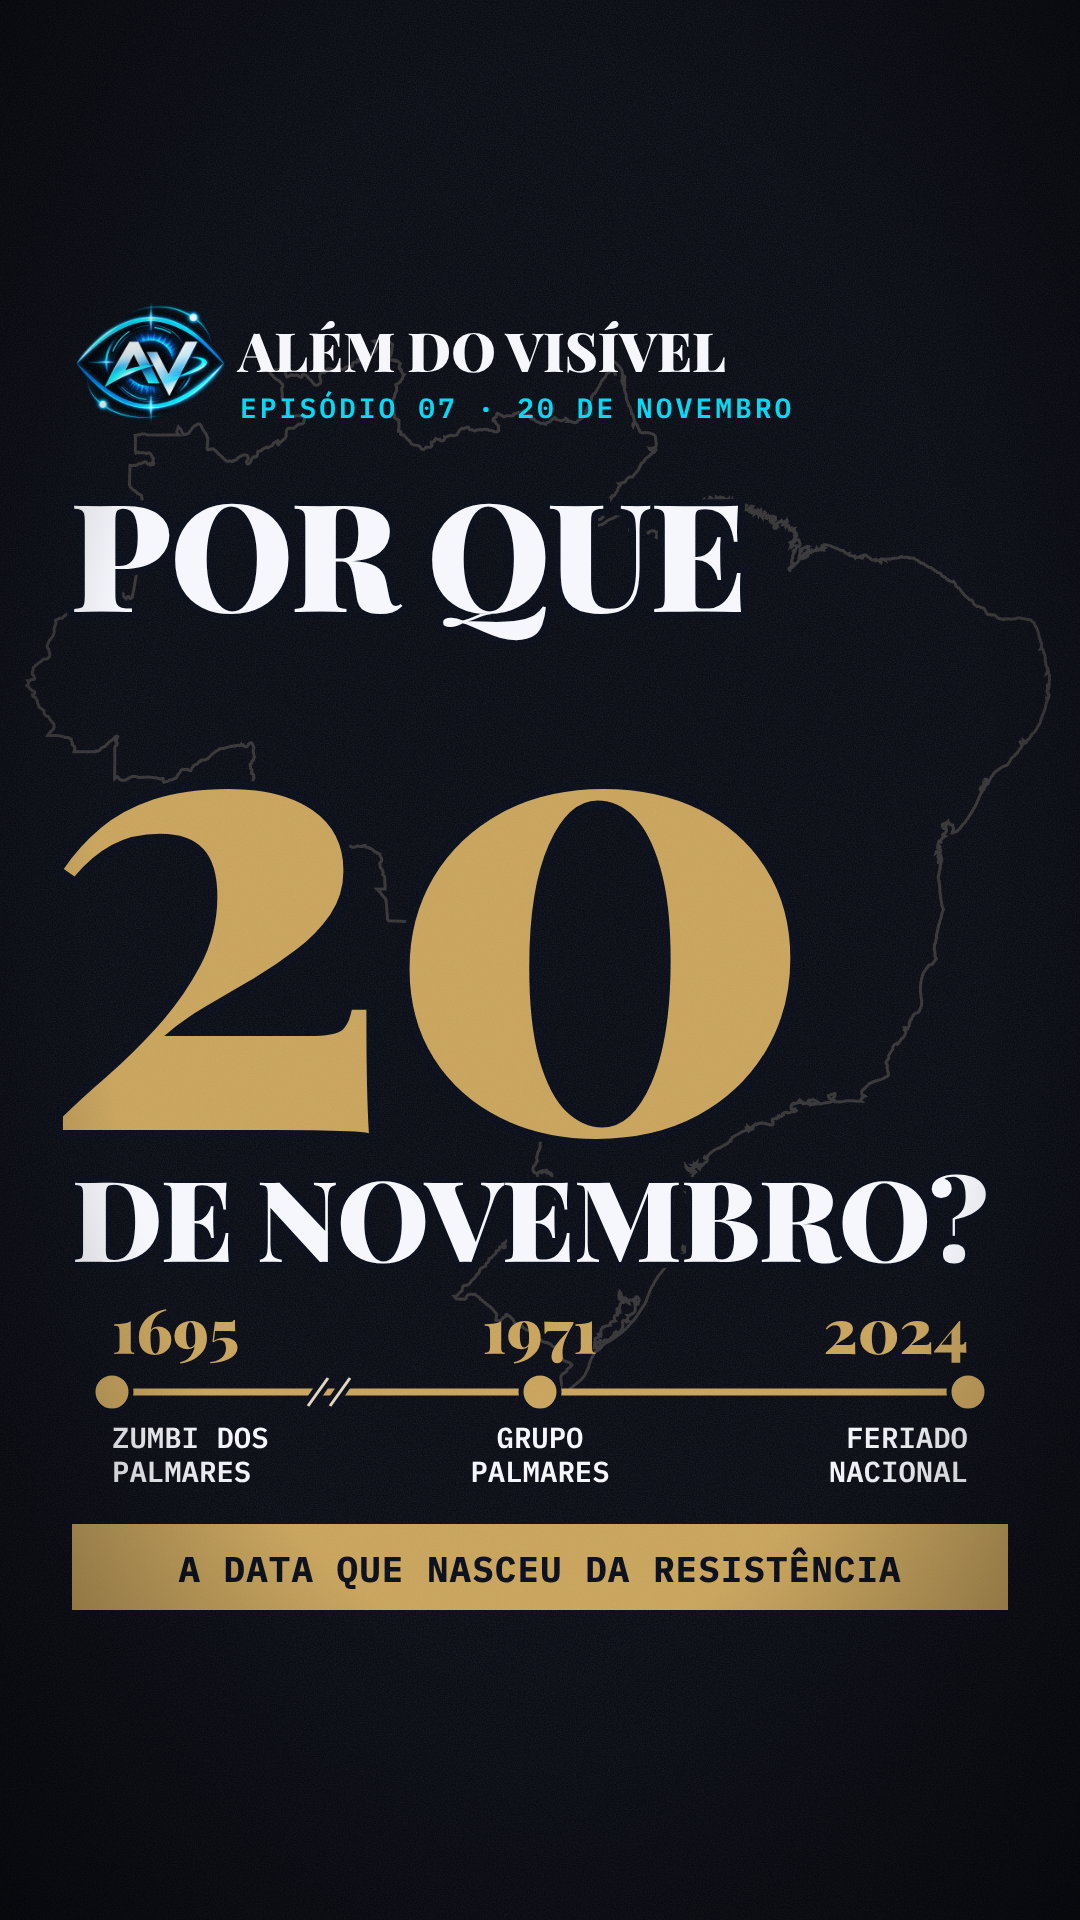 AV
ALÉM DO VISÍVEL
EPISÓDIO 07 · 20 DE NOVEMBRO
POR QUE
20
DE NOVEMBRO?
1695
1971
2024
ZUMBI DOS
PALMARES
GRUPO
PALMARES
FERIADO
NACIONAL
A DATA QUE NASCEU DA RESISTÊNCIA